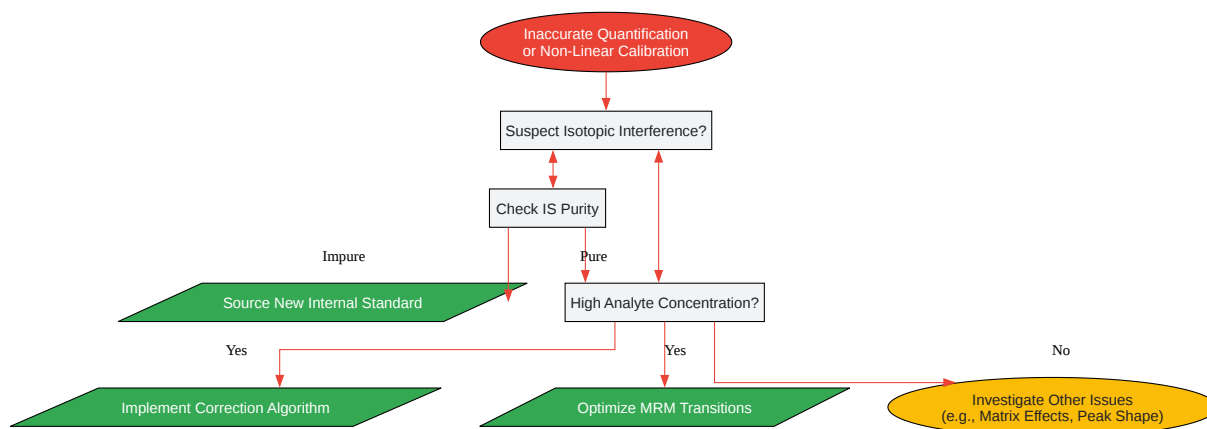 Inaccurate Quantification
or Non-Linear Calibration
Suspect Isotopic Interference?
Check IS Purity
Impure
Pure
Source New Internal Standard
High Analyte Concentration?
Yes
Yes
No
Implement Correction Algorithm
Optimize MRM Transitions
Investigate Other Issues
(e.g., Matrix Effects, Peak Shape)